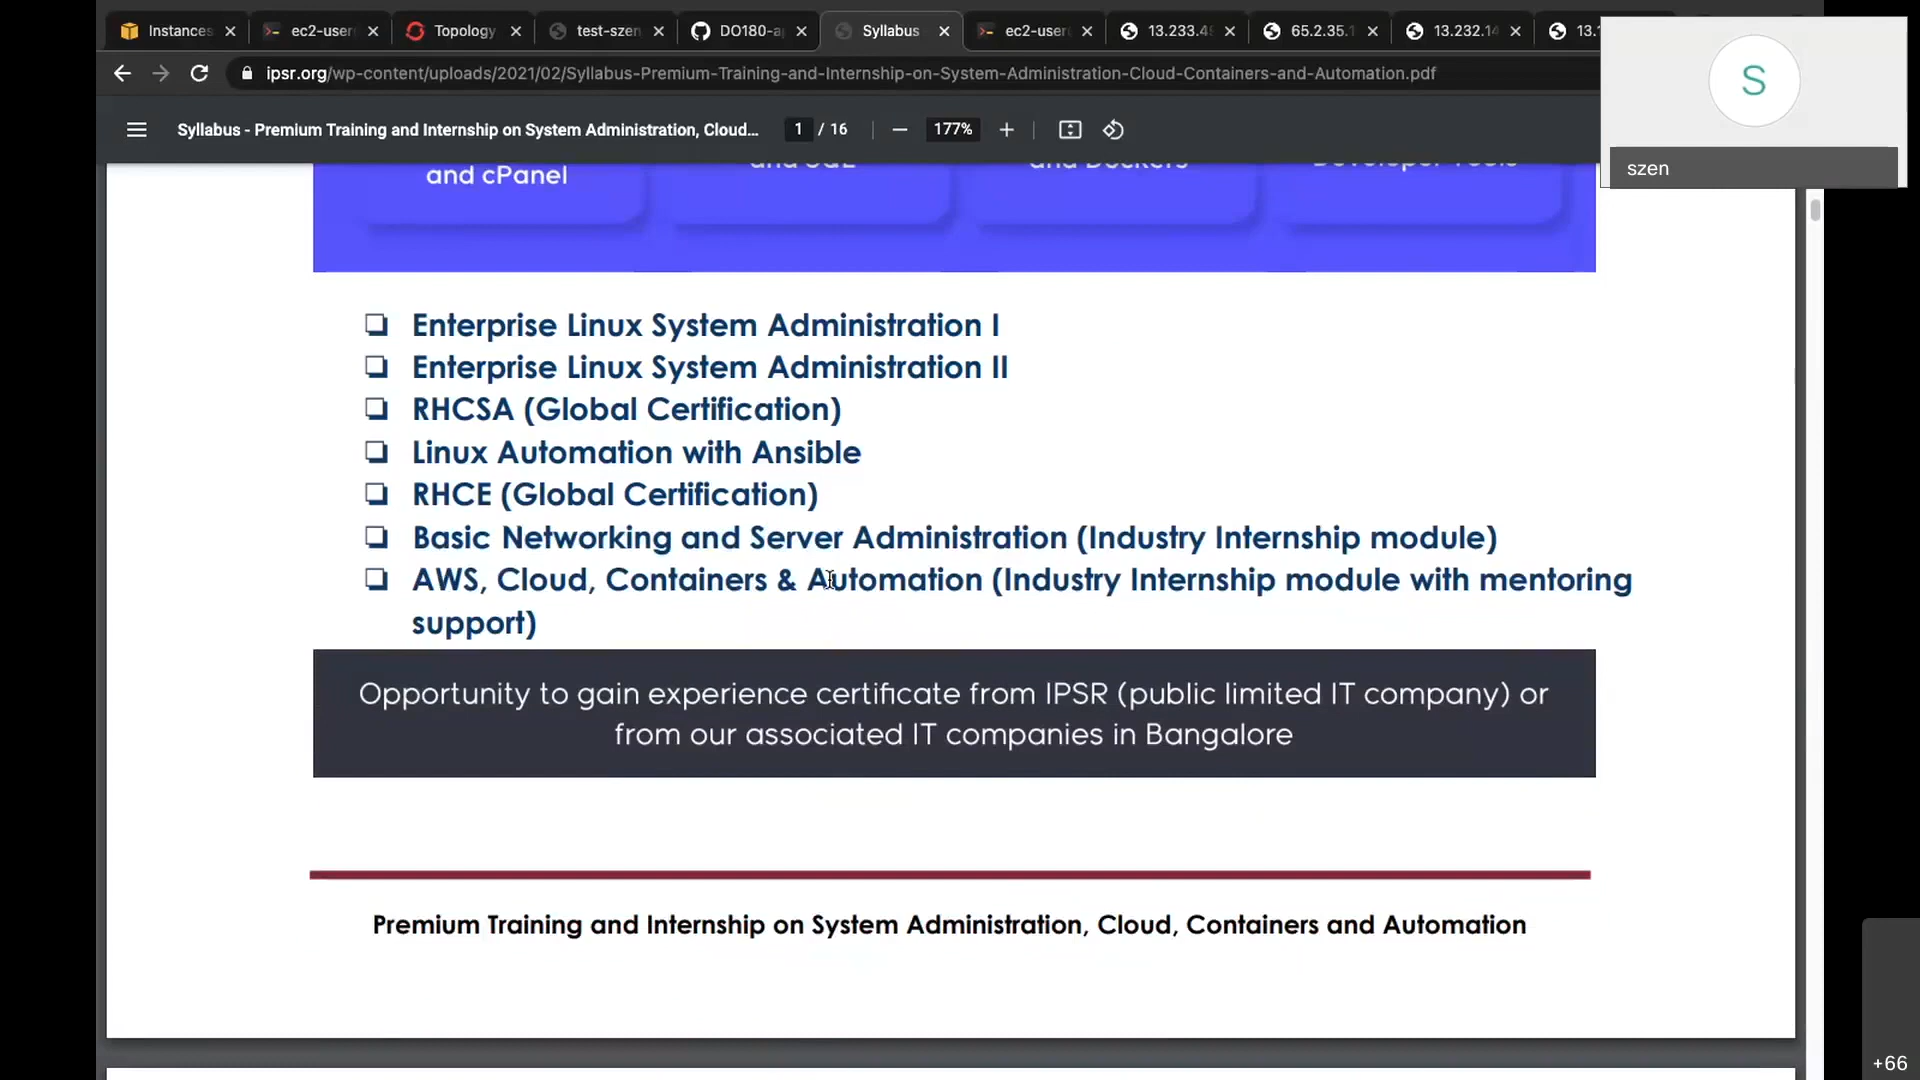 Instances
ec2-user
Topology
test-szen
DO180-a
Syllabus
ec2-user
13.233.4
65.2.35.1
13.232.14
13.1
ipsr.org/wp-content/uploads/2021/02/Syllabus-Premium-Training-and-Internship-on-System-Administration-Cloud-Containers-and-Automation.pdf
S
szen
Syllabus - Premium Training and Internship on System Administration, Cloud...
1 / 16
177%
and cPanel
and Dockers
Developer Tools
Enterprise Linux System Administration I
Enterprise Linux System Administration II
RHCSA (Global Certification)
Linux Automation with Ansible
RHCE (Global Certification)
Basic Networking and Server Administration (Industry Internship module)
AWS, Cloud, Containers & Automation (Industry Internship module with mentoring
support)
Opportunity to gain experience certificate from IPSR (public limited IT company) or
from our associated IT companies in Bangalore
Premium Training and Internship on System Administration, Cloud, Containers and Automation
+66